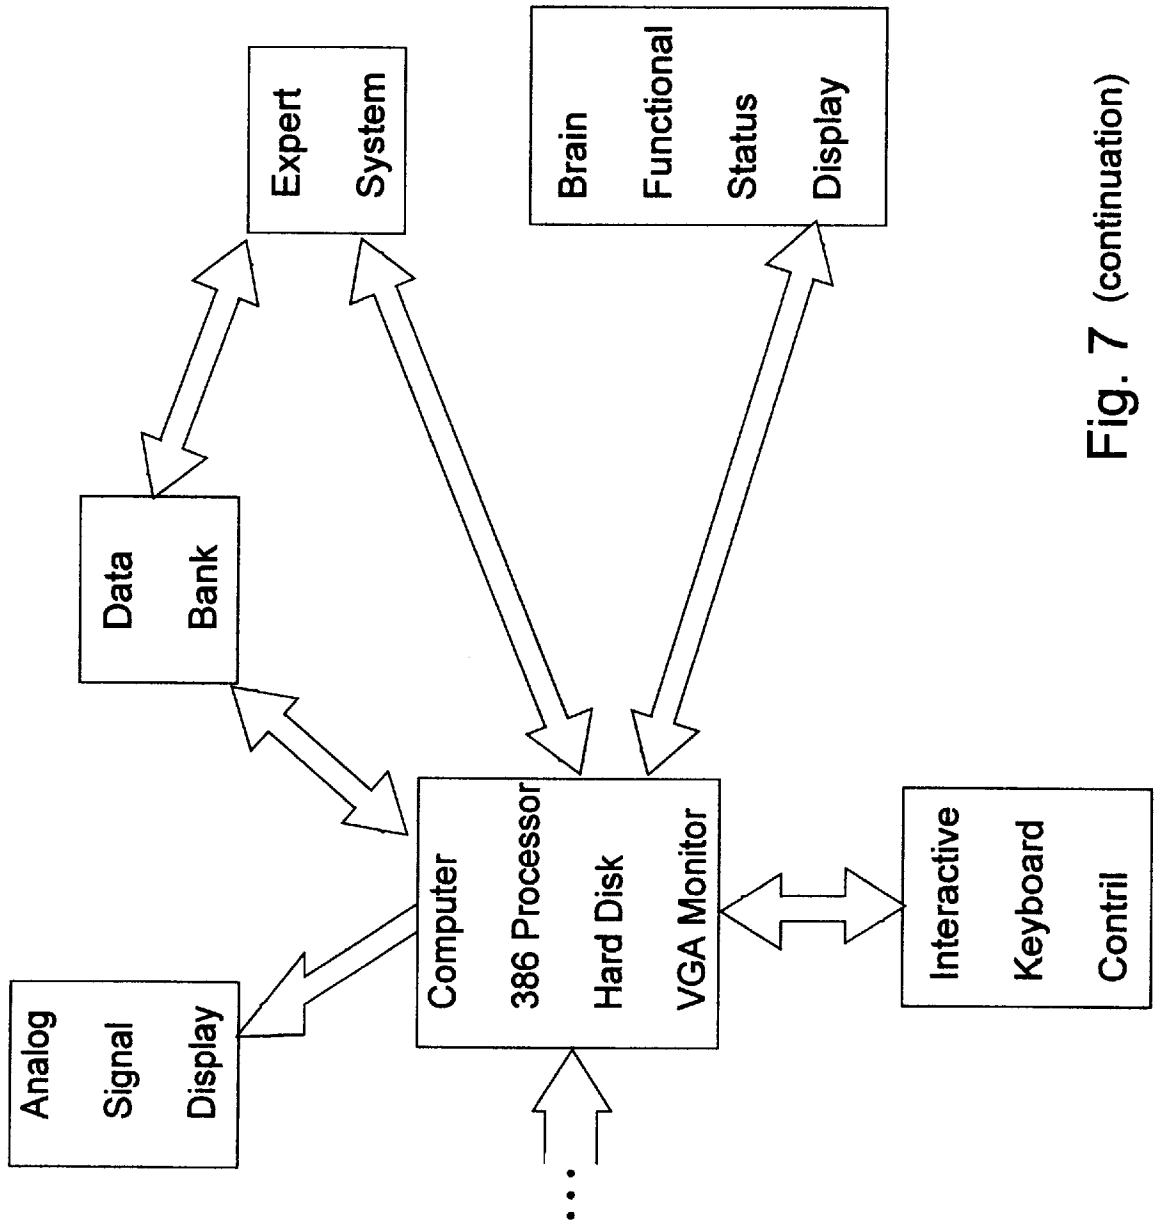 Analog
Signal
Display
Data
Bank
Expert
System
Computer
386 Processor
Hard Disk
VGA Monitor
Brain
Functional
Status
Display
Interactive
Keyboard
Contril
...
Fig. 7 (continuation)